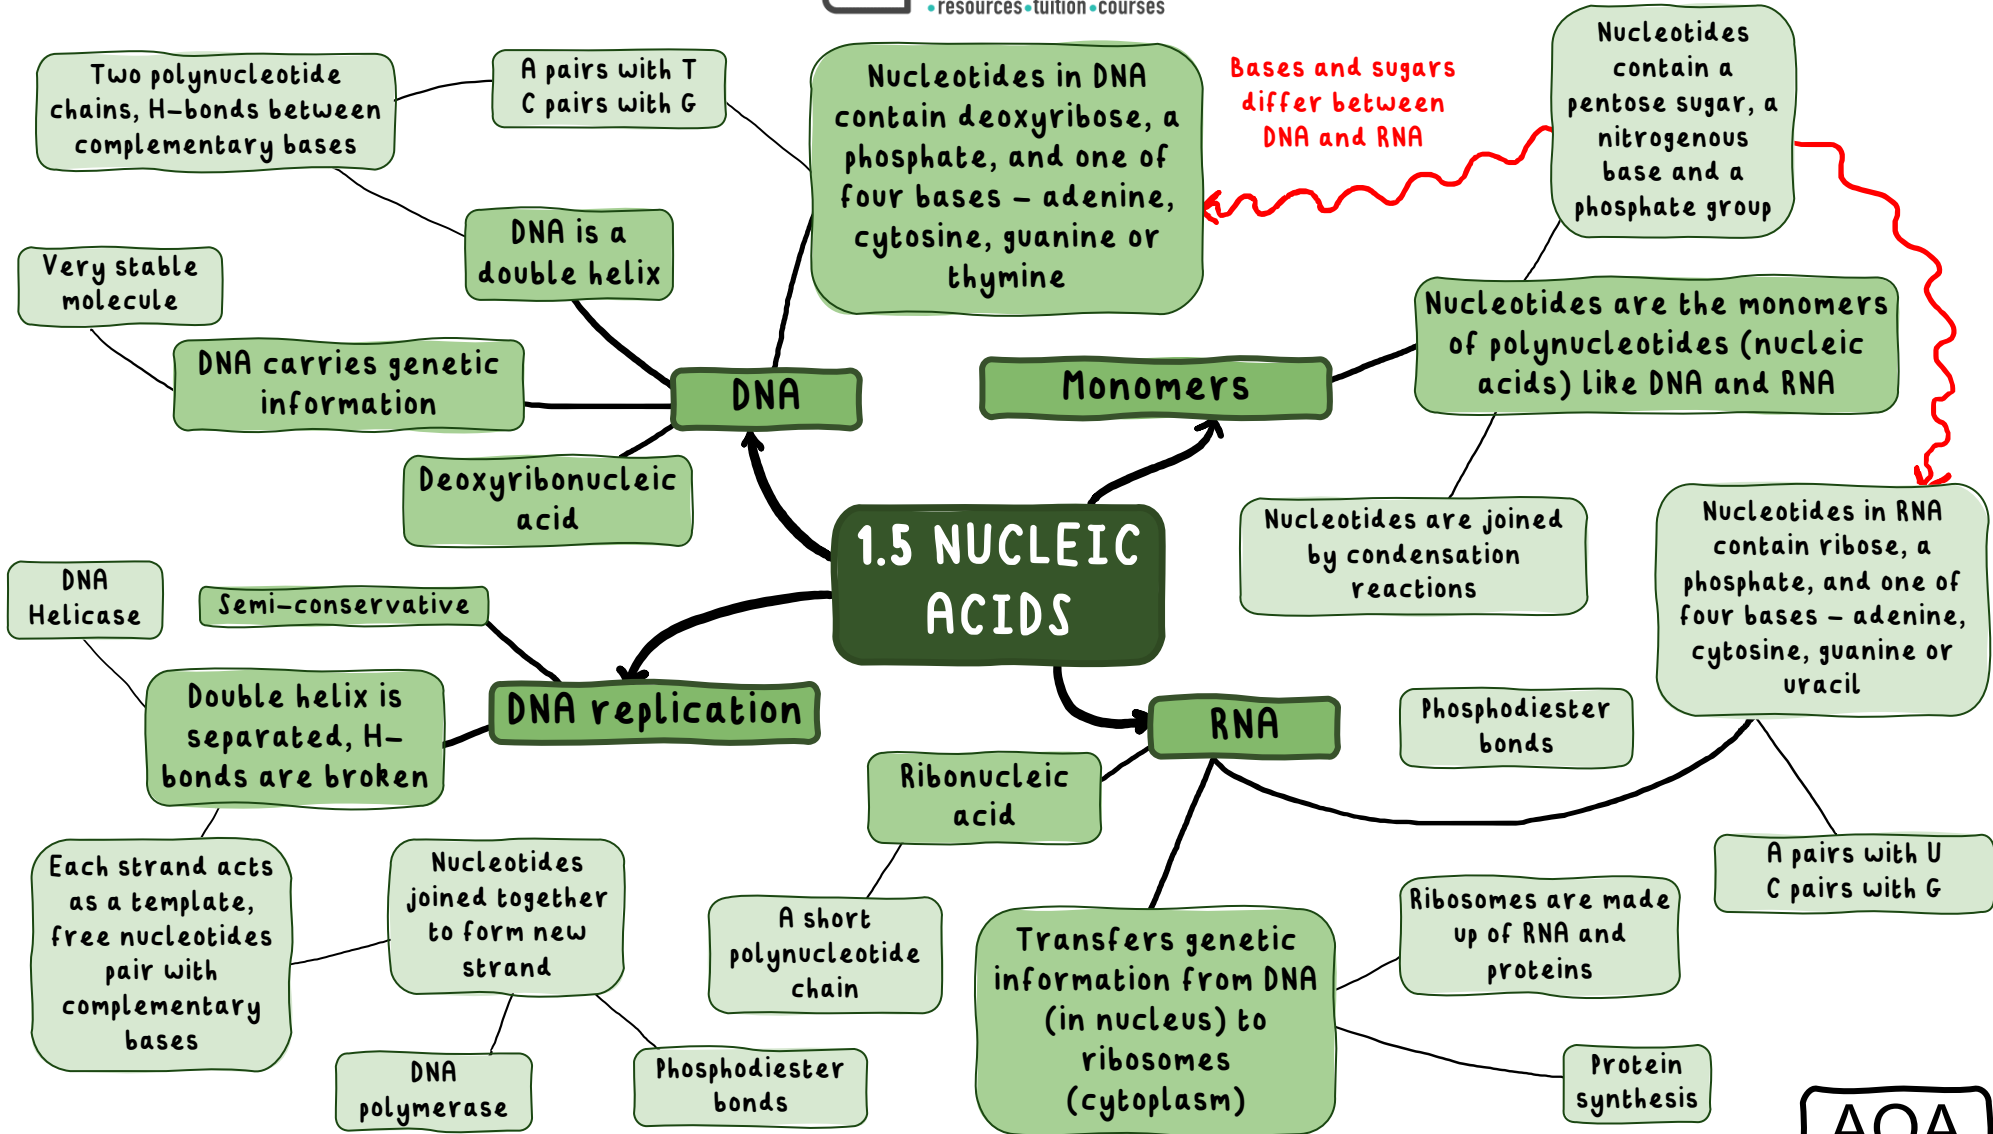 •resources•tuition•courses
Two polynucleotide
chains, H-bonds between
complementary bases
A pairs with T
C pairs with G
Nucleotides in DNA
contain deoxyribose, a
phosphate, and one of
four bases – adenine,
cytosine, guanine or
thymine
Bases and sugars
differ between
DNA and RNA
Nucleotides
contain a
pentose sugar, a
nitrogenous
base and a
phosphate group
DNA is a
double helix
Very stable
molecule
DNA carries genetic
information
DNA
Deoxyribonucleic
acid
Monomers
Nucleotides are the monomers
of polynucleotides (nucleic
acids) like DNA and RNA
Nucleotides are joined
by condensation
reactions
Nucleotides in RNA
contain ribose, a
phosphate, and one of
four bases – adenine,
cytosine, guanine or
uracil
1.5 NUCLEIC
ACIDS
DNA
Helicase
Semi-conservative
Double helix is
separated, H-
bonds are broken
DNA replication
RNA
Phosphodiester
bonds
Ribonucleic
acid
A pairs with U
C pairs with G
Each strand acts
as a template,
free nucleotides
pair with
complementary
bases
Nucleotides
joined together
to form new
strand
DNA
polymerase
Phosphodiester
bonds
A short
polynucleotide
chain
Transfers genetic
information from DNA
(in nucleus) to
ribosomes
(cytoplasm)
Ribosomes are made
up of RNA and
proteins
Protein
synthesis
AQA